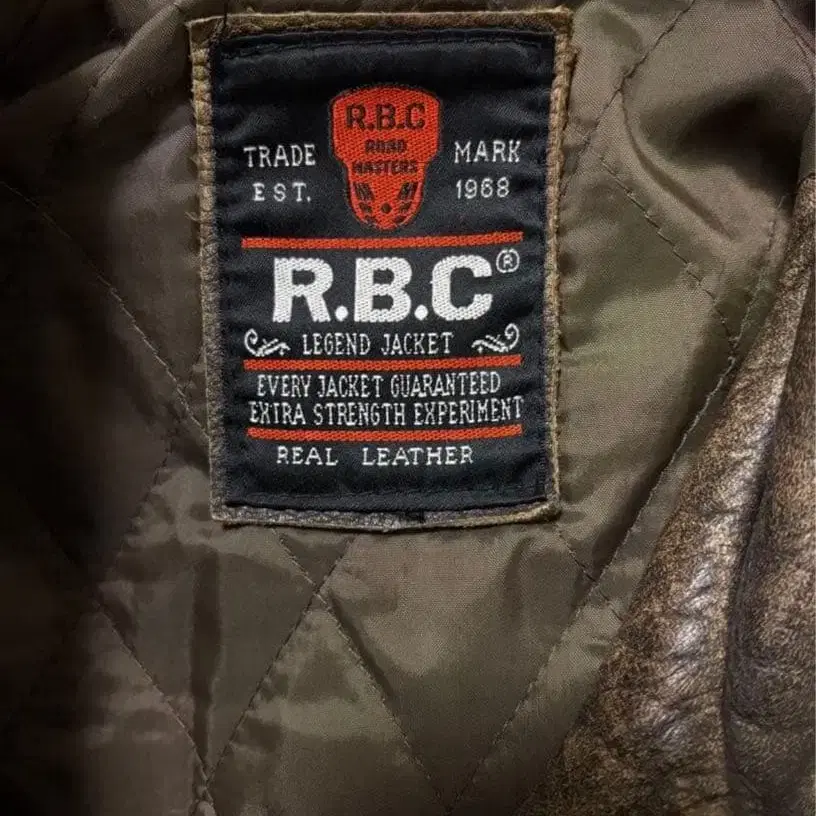 R.B.C
ROAD
MASTERS
TRADE MARK
EST. 1968
R.B.C®
LEGEND JACKET
EVERY JACKET GUARANTEED
EXTRA STRENGTH EXPERIMENT
REAL LEATHER